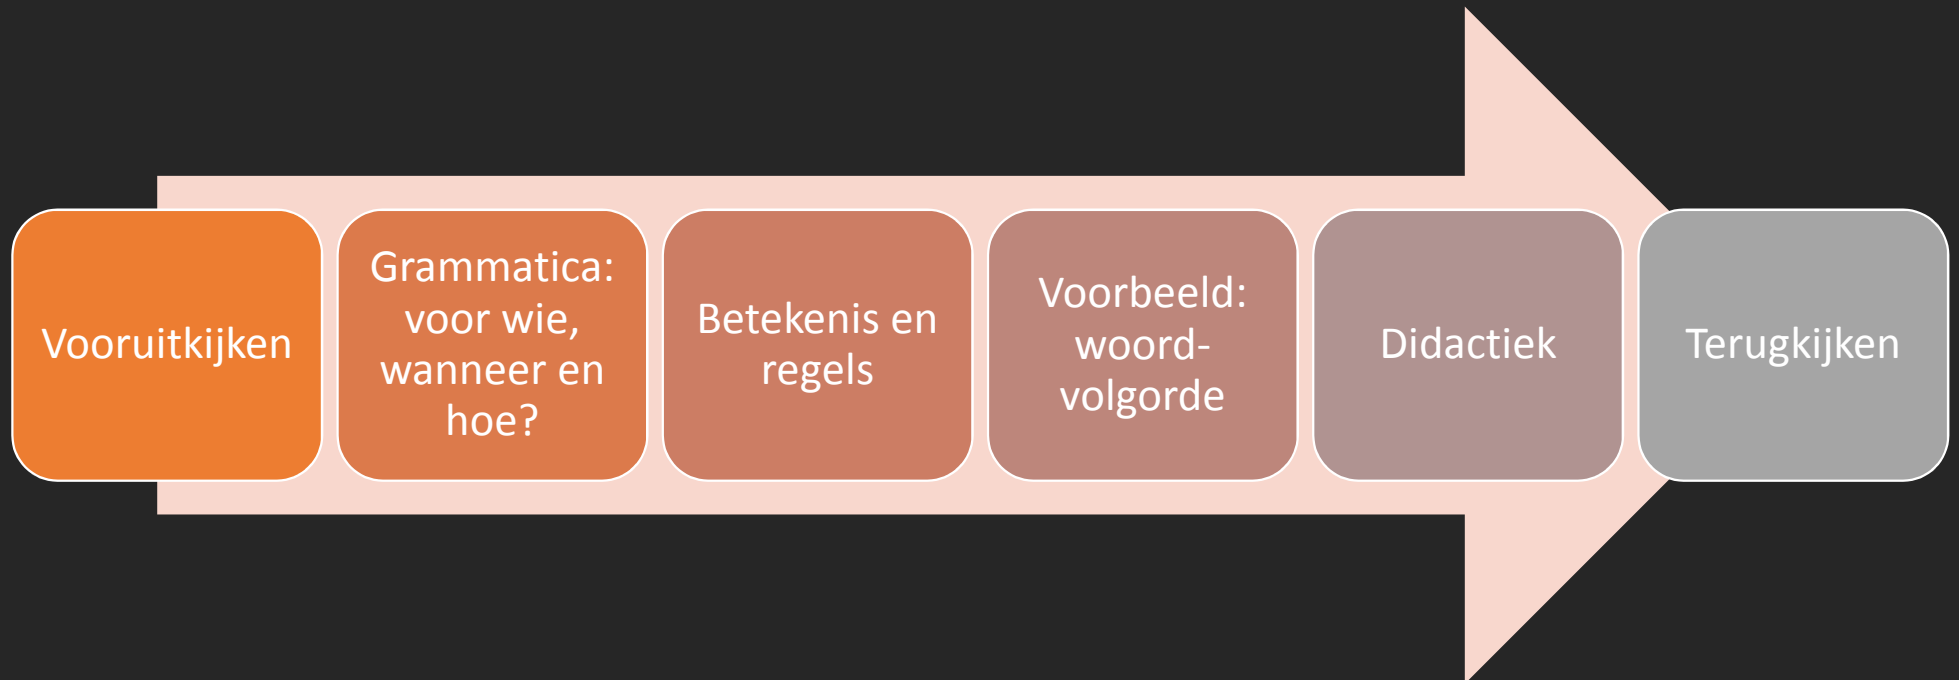 Vooruitkijken
Grammatica:
voor wie,
wanneer en
hoe?
Betekenis en
regels
Voorbeeld:
woord-
volgorde
Didactiek
Terugkijken